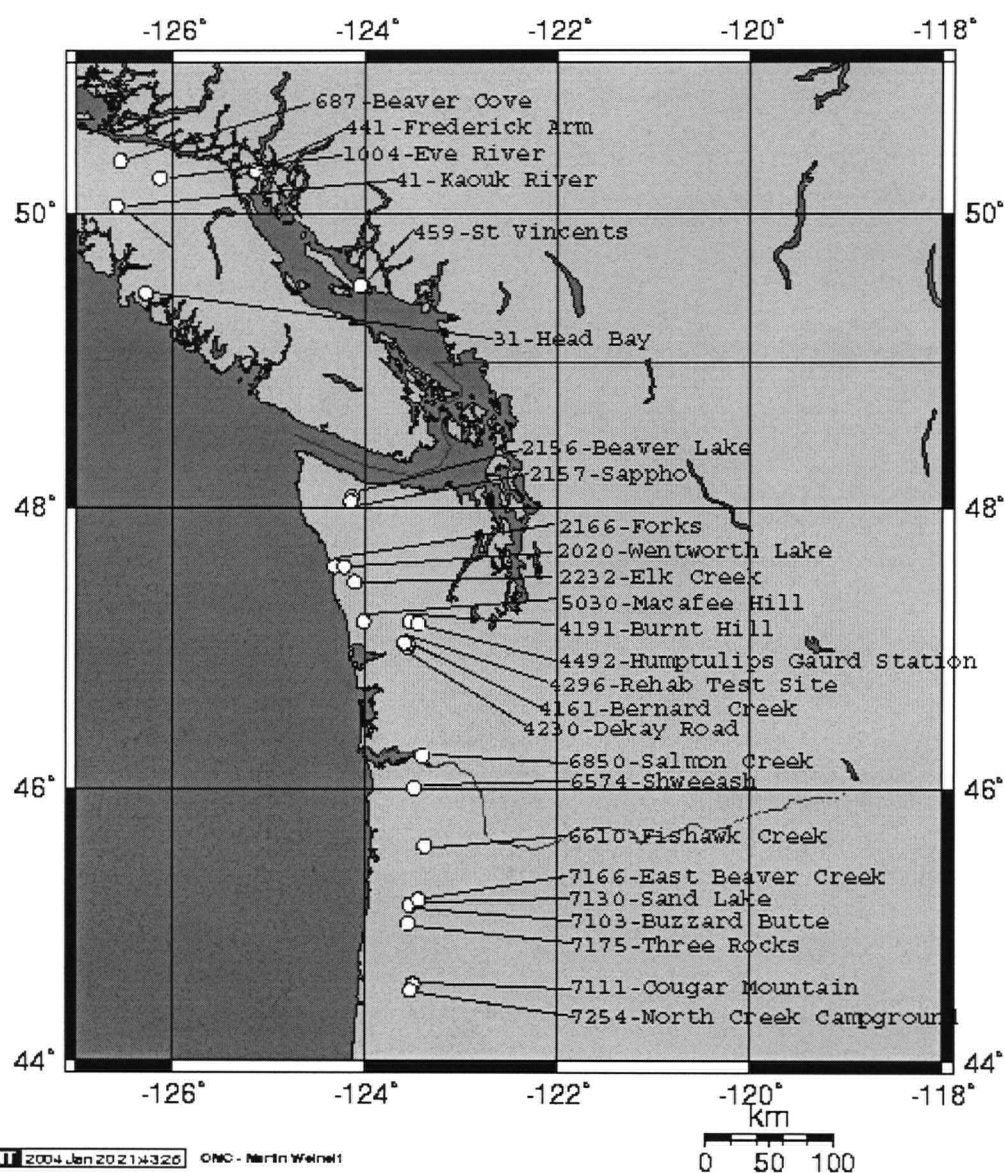 -126° -124° -122° -120° -118°
687-Beaver Cove
441-Frederick Arm
1004-Eve River
41-Kaouk River
50° 50°
459-St Vincents
31-Head Bay
2156-Beaver Lake
2157-Sappho
48° 48°
2166-Forks
2020-Wentworth Lake
2232-Elk Creek
5030-Macafee Hill
4191-Burnt Hill
4492-Humptulips Gaurd Station
4296-Rehab Test Site
4161-Bernard Creek
4230-Dekay Road
6850-Salmon Creek
6574-Shweeash
46° 46°
6610-Fishawk Creek
7166-East Beaver Creek
7130-Sand Lake
7103-Buzzard Butte
7175-Three Rocks
7111-Cougar Mountain
7254-North Creek Campground
44° 44°
-126° -124° -122° -120° -118°
km
0 50 100
2004 Jan 20 21:43:26 OMC - Martin Weinelt